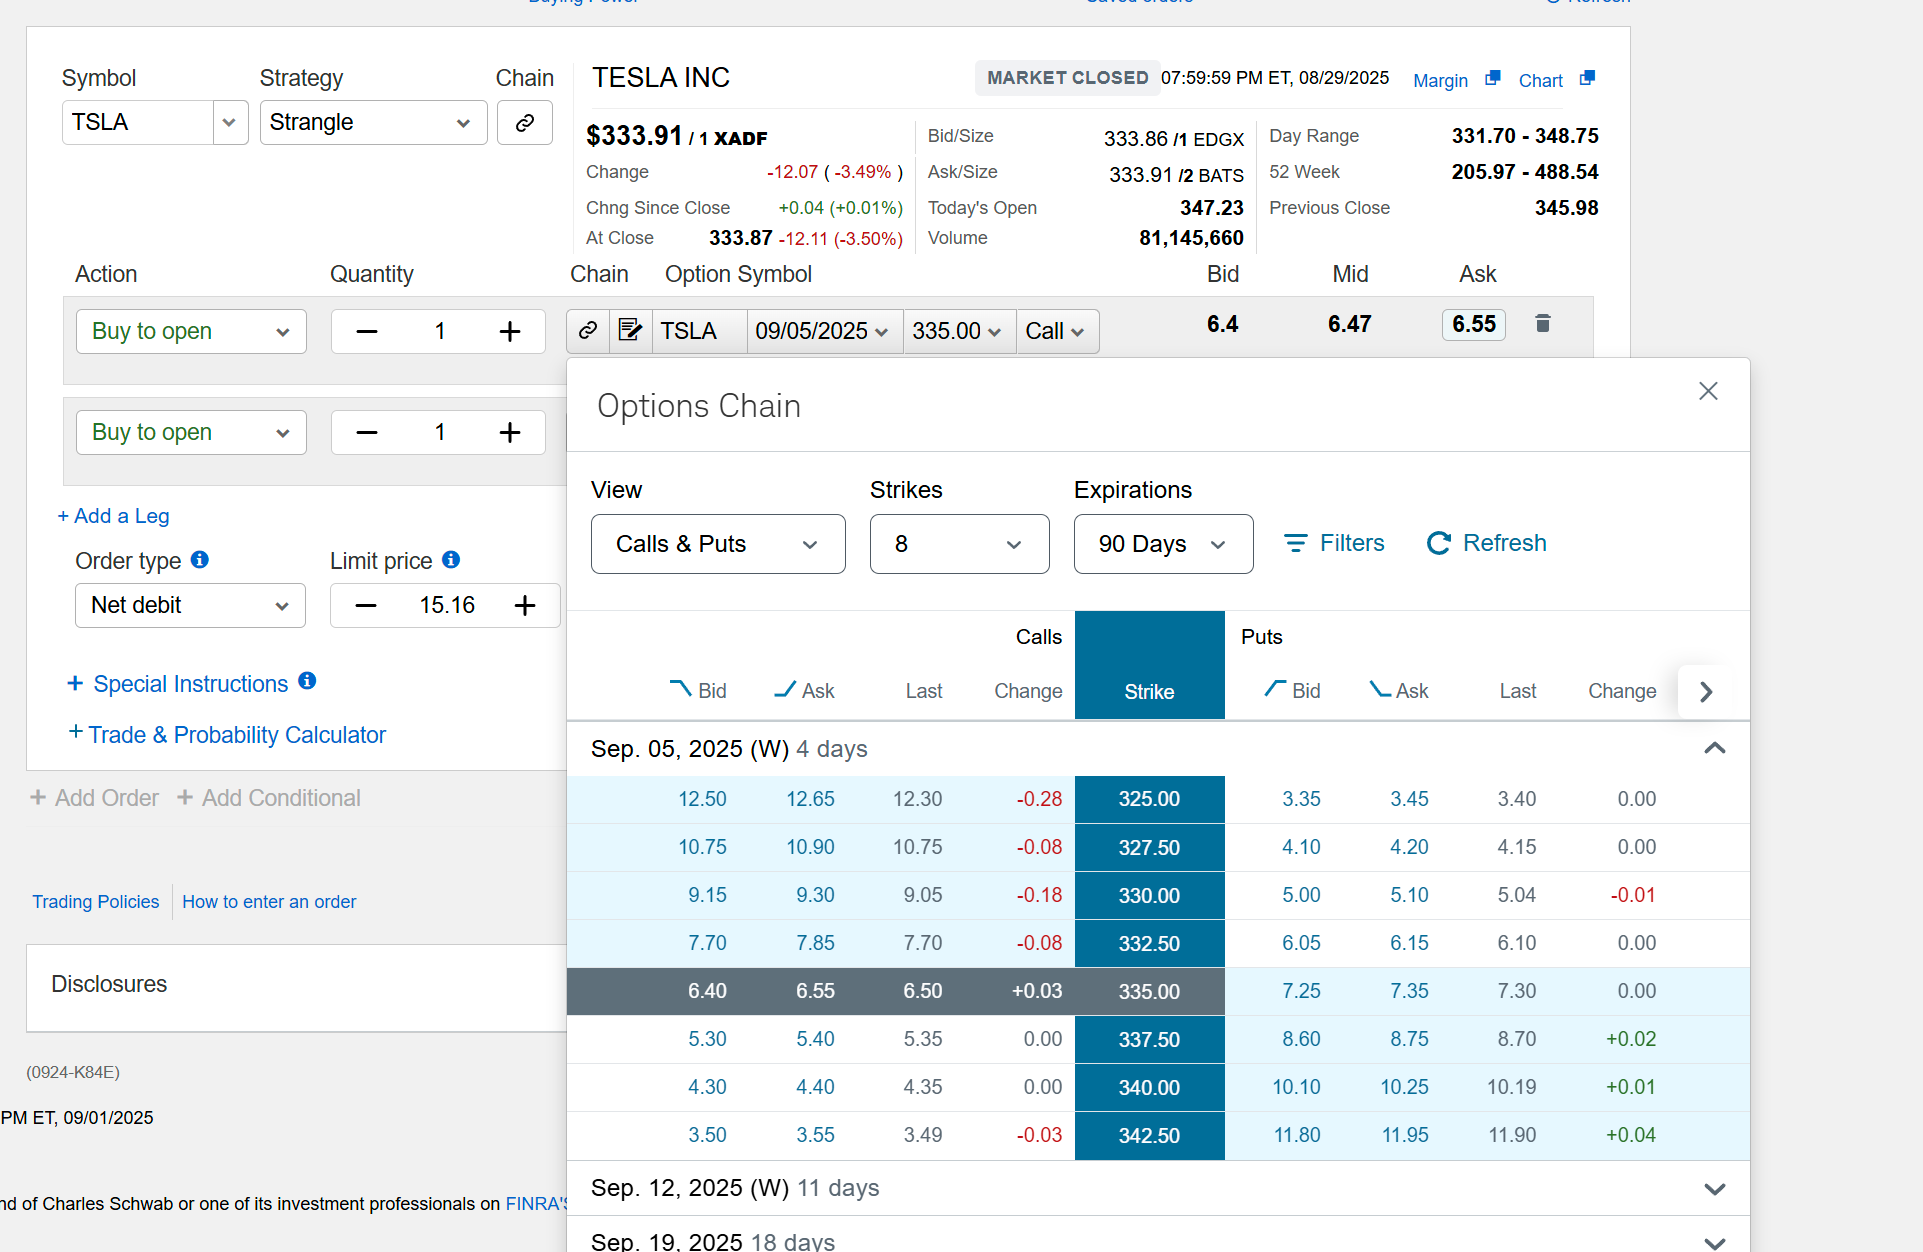 Buying Power Saved orders Refresh
Symbol Strategy Chain
TSLA Strangle
TESLA INC MARKET CLOSED 07:59:59 PM ET, 08/29/2025 Margin Chart
$333.91 / 1 XADF Bid/Size 333.86 /1 EDGX Day Range 331.70 - 348.75
Change -12.07 ( -3.49% ) Ask/Size 333.91 /2 BATS 52 Week 205.97 - 488.54
Chng Since Close +0.04 (+0.01%) Today's Open 347.23 Previous Close 345.98
At Close 333.87 -12.11 (-3.50%) Volume 81,145,660
Action Quantity Chain Option Symbol Bid Mid Ask
Buy to open 1 TSLA 09/05/2025 335.00 Call 6.4 6.47 6.55
Buy to open 1
+ Add a Leg
Order type Limit price
Net debit 15.16
+ Special Instructions
+ Trade & Probability Calculator
+ Add Order + Add Conditional
Trading Policies How to enter an order
Disclosures
(0924-K84E)
PM ET, 09/01/2025
nd of Charles Schwab or one of its investment professionals on FINRA'S
Options Chain
View Strikes Expirations
Calls & Puts 8 90 Days Filters Refresh
Calls Puts
Bid Ask Last Change Strike Bid Ask Last Change
Sep. 05, 2025 (W) 4 days
12.50 12.65 12.30 -0.28 325.00 3.35 3.45 3.40 0.00
10.75 10.90 10.75 -0.08 327.50 4.10 4.20 4.15 0.00
9.15 9.30 9.05 -0.18 330.00 5.00 5.10 5.04 -0.01
7.70 7.85 7.70 -0.08 332.50 6.05 6.15 6.10 0.00
6.40 6.55 6.50 +0.03 335.00 7.25 7.35 7.30 0.00
5.30 5.40 5.35 0.00 337.50 8.60 8.75 8.70 +0.02
4.30 4.40 4.35 0.00 340.00 10.10 10.25 10.19 +0.01
3.50 3.55 3.49 -0.03 342.50 11.80 11.95 11.90 +0.04
Sep. 12, 2025 (W) 11 days
Sep. 19, 2025 18 days